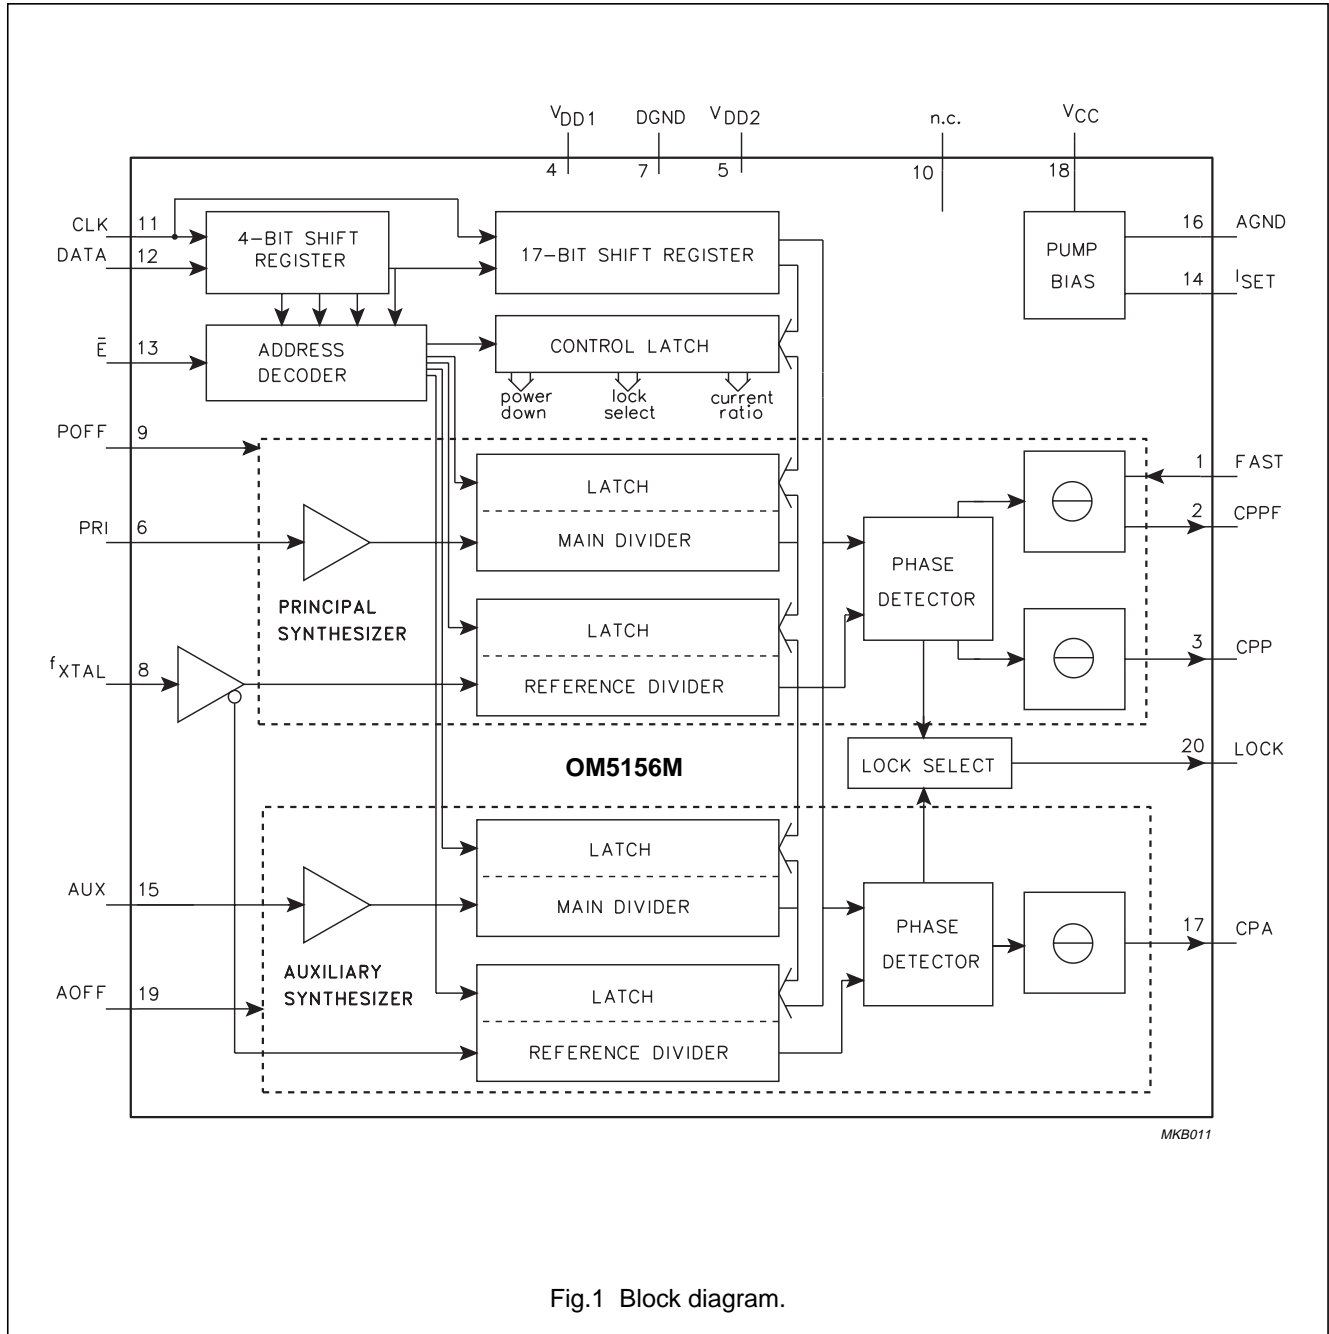 VDD1 DGND VDD2 n.c. VCC
4 7 5 10 18
CLK 11
DATA 12
4-BIT SHIFT
REGISTER
17-BIT SHIFT REGISTER
PUMP
BIAS
16 AGND
14 ISET
E̅ 13
ADDRESS
DECODER
CONTROL LATCH
power
down
lock
select
current
ratio
POFF 9
PRI 6
LATCH
MAIN DIVIDER
PRINCIPAL
SYNTHESIZER
LATCH
REFERENCE DIVIDER
PHASE
DETECTOR
1 FAST
2 CPPF
3 CPP
fXTAL 8
OM5156M
LOCK SELECT
20 LOCK
AUX 15
LATCH
MAIN DIVIDER
AUXILIARY
SYNTHESIZER
AOFF 19
LATCH
REFERENCE DIVIDER
PHASE
DETECTOR
17 CPA
MKB011
Fig.1 Block diagram.